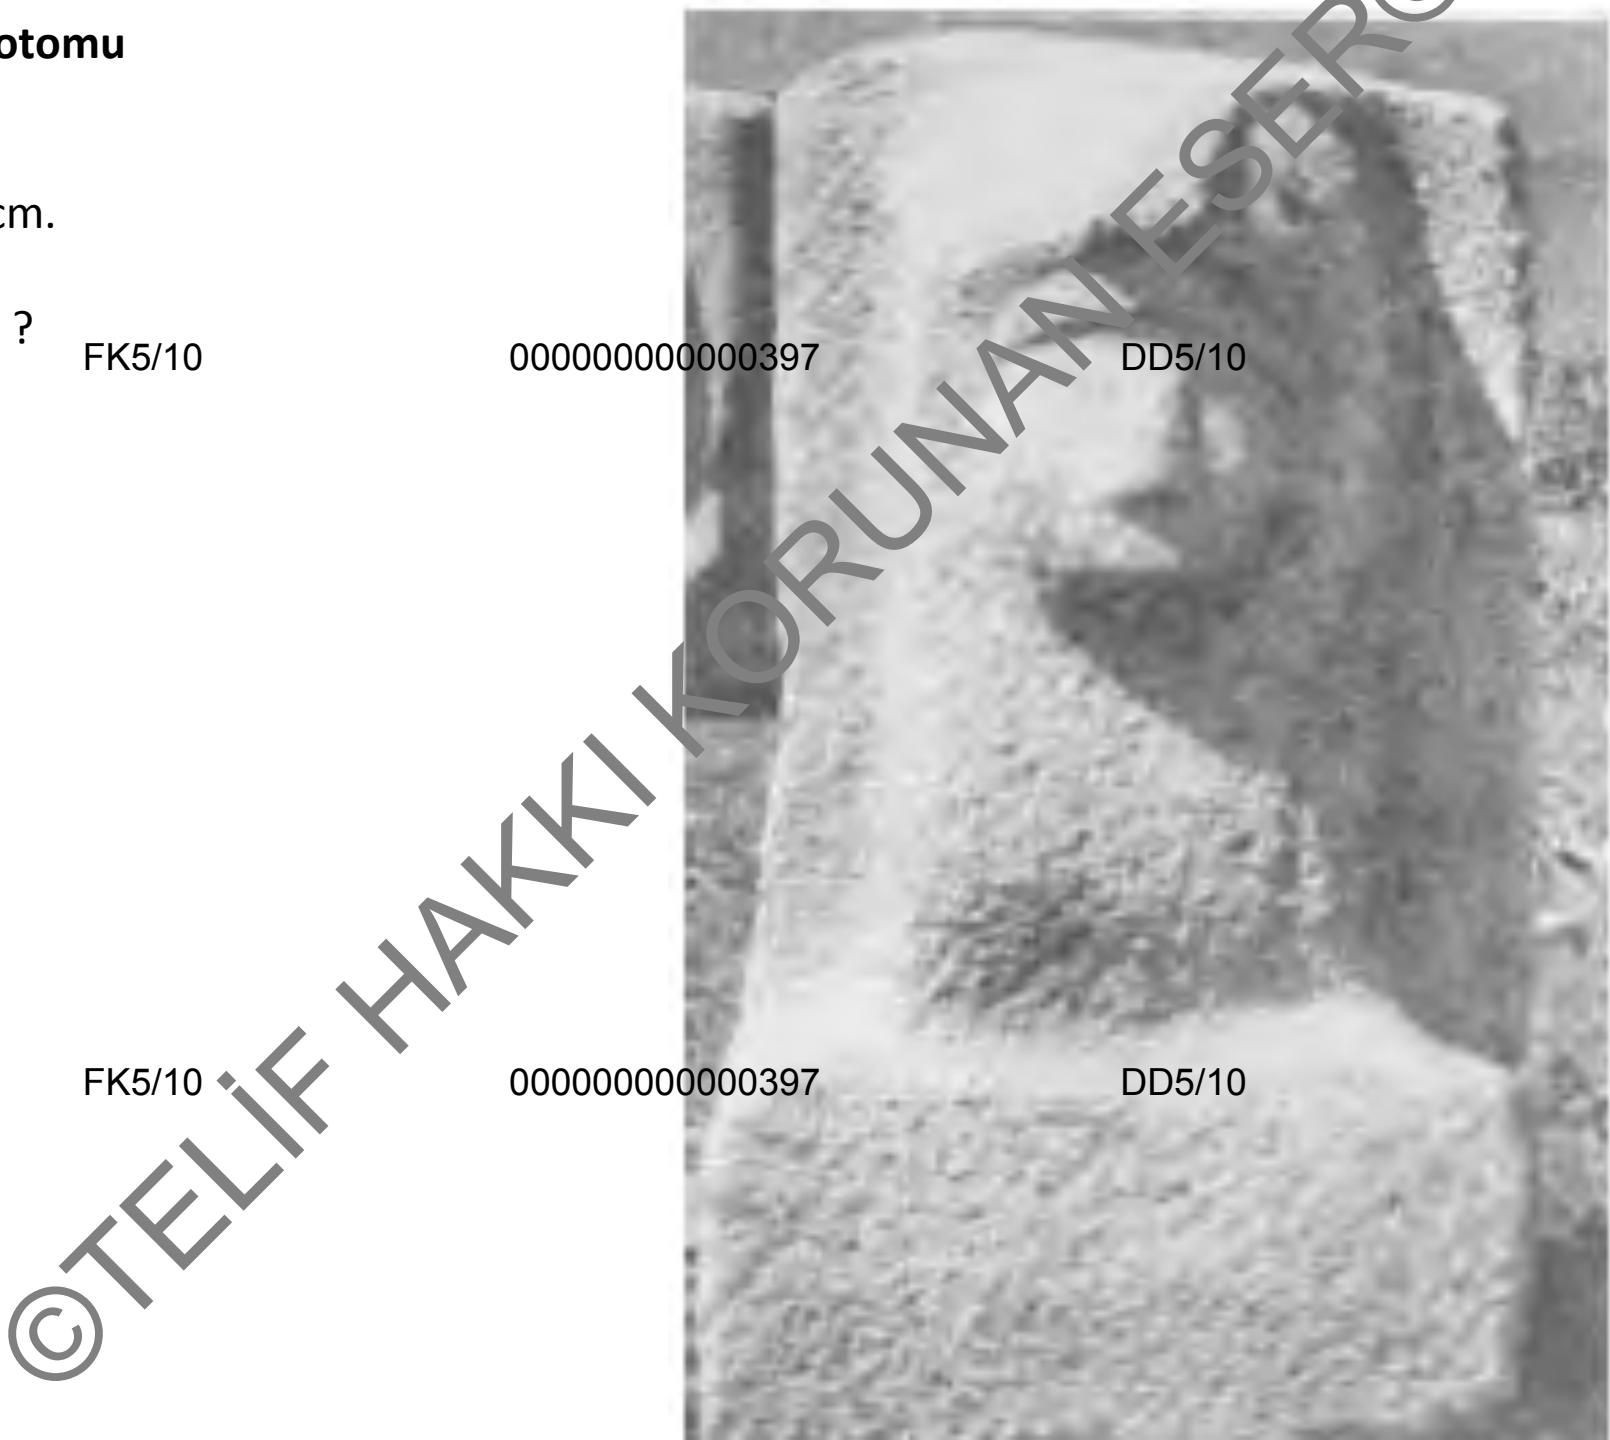 otomu
cm.
?
FK5/10 000000000000397 DD5/10
FK5/10 000000000000397 DD5/10
©TELİF HAKKI KORUNAN ESER